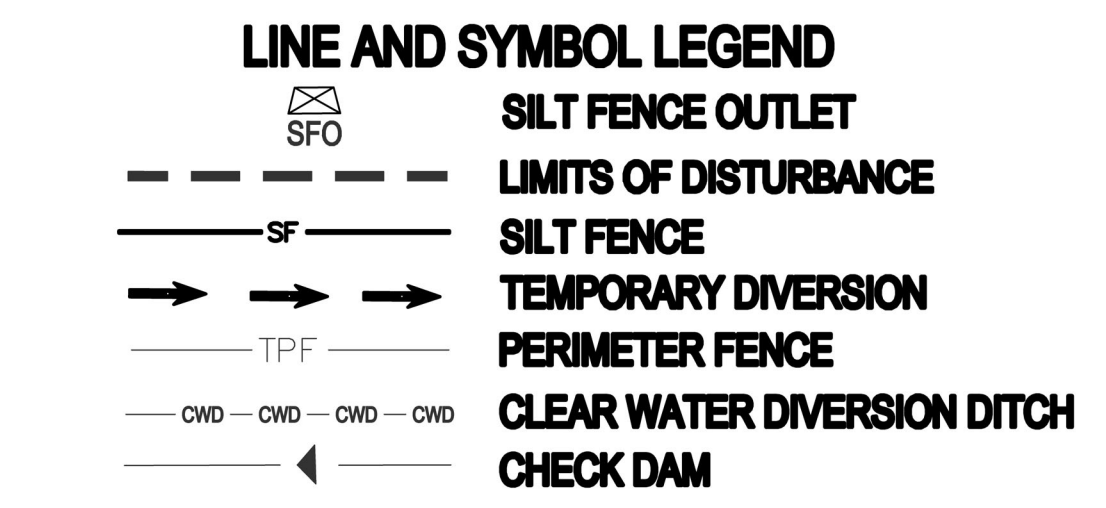 LINE AND SYMBOL LEGEND
SFO SILT FENCE OUTLET
LIMITS OF DISTURBANCE
SF SILT FENCE
TEMPORARY DIVERSION
TPF PERIMETER FENCE
CWD CWD CWD CWD CLEAR WATER DIVERSION DITCH
CHECK DAM